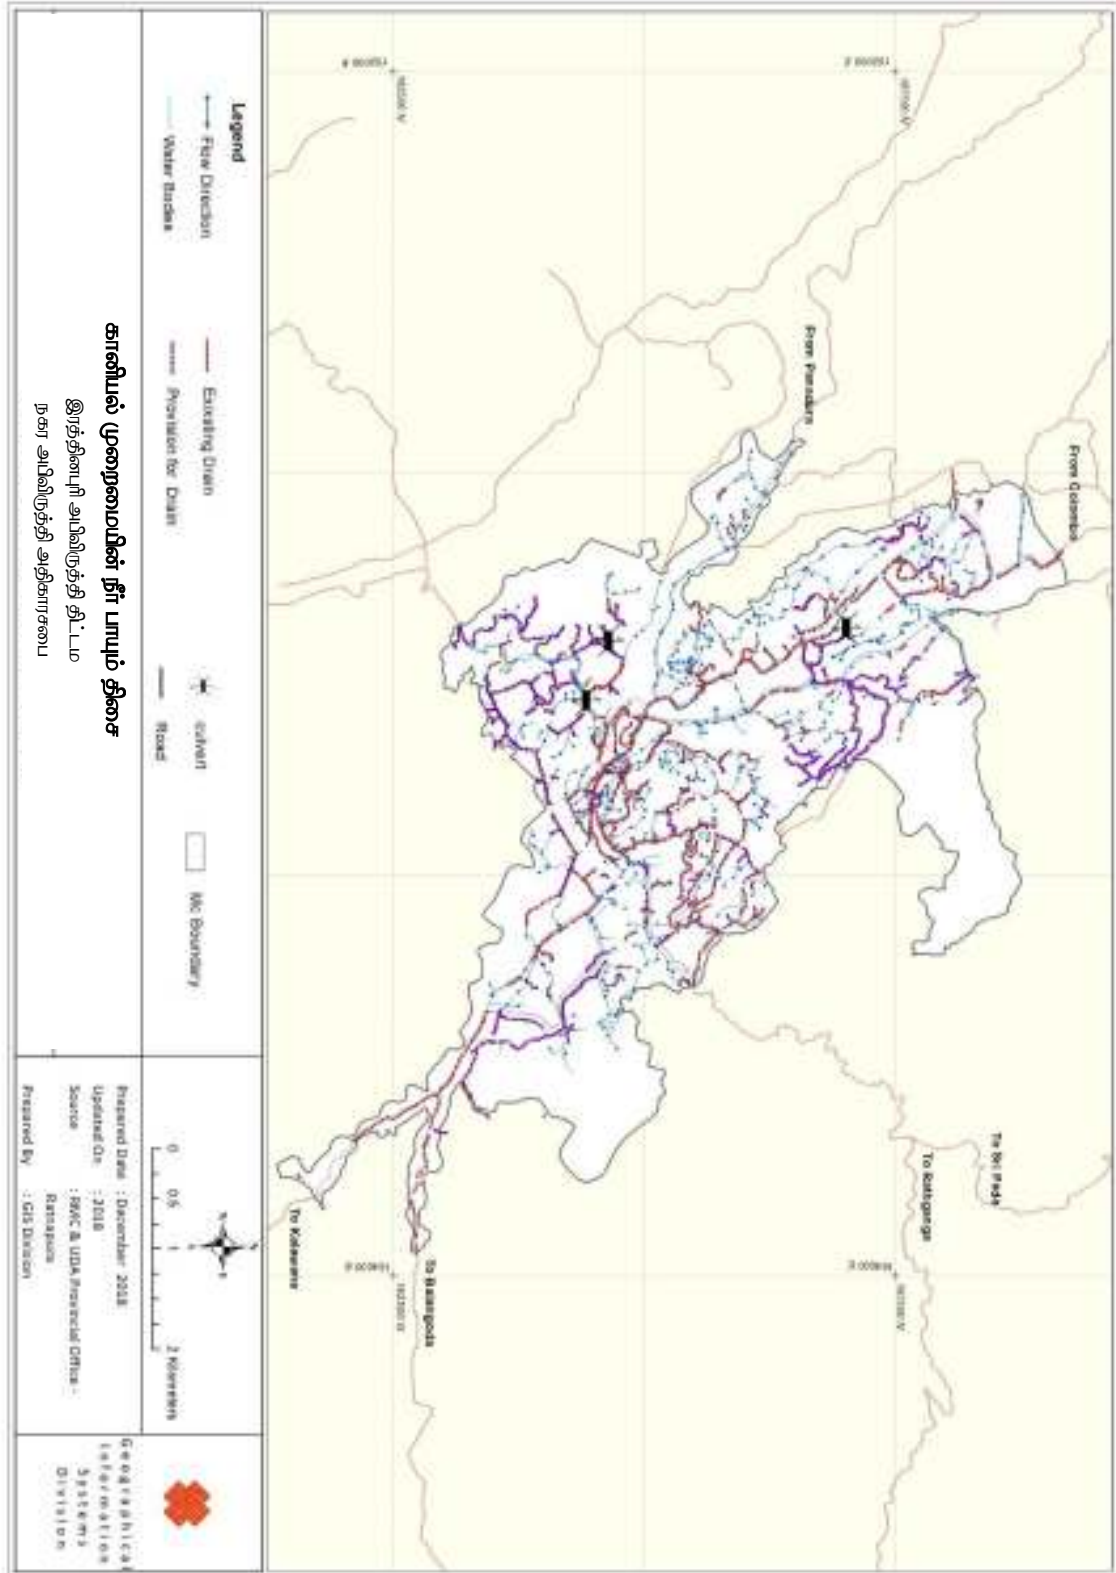 From Colombo
From Panadura
To Sri Pada
To Ratganga
To Balangoda
To Kalawana
Legend
Flow Direction
Water Bodies
Existing Drain
Provision for Drain
culvert
Road
Mc Boundary
கானியல் முறைமையின் நீர் பாயும் திசை
இரத்தினபுரி அபிவிருத்தி திட்டம
நகர அபிவிருத்தி அதிகாரசபை
0 0.5 1 2 Kilometers
Prepared Date : December 2018
Updated On : 2018
Source : RMC & UDA Provincial Office -
Ratnapura
Prepared By : GIS Division
Geographical
Information
Systems
Division